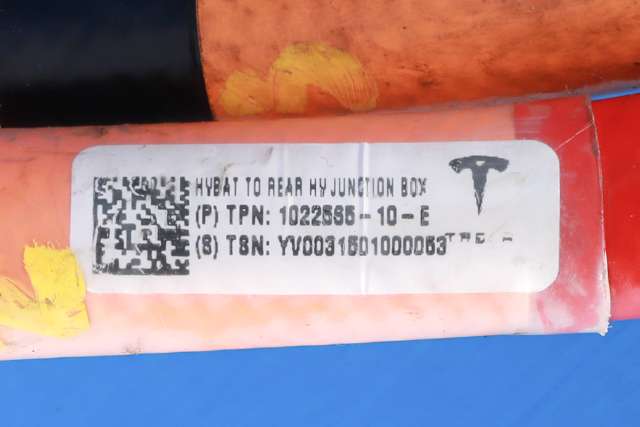 HVBAT TO REAR HV JUNCTION BOX
(P) TPN: 1022565-10-E
(S) TSN: YV0031501000053